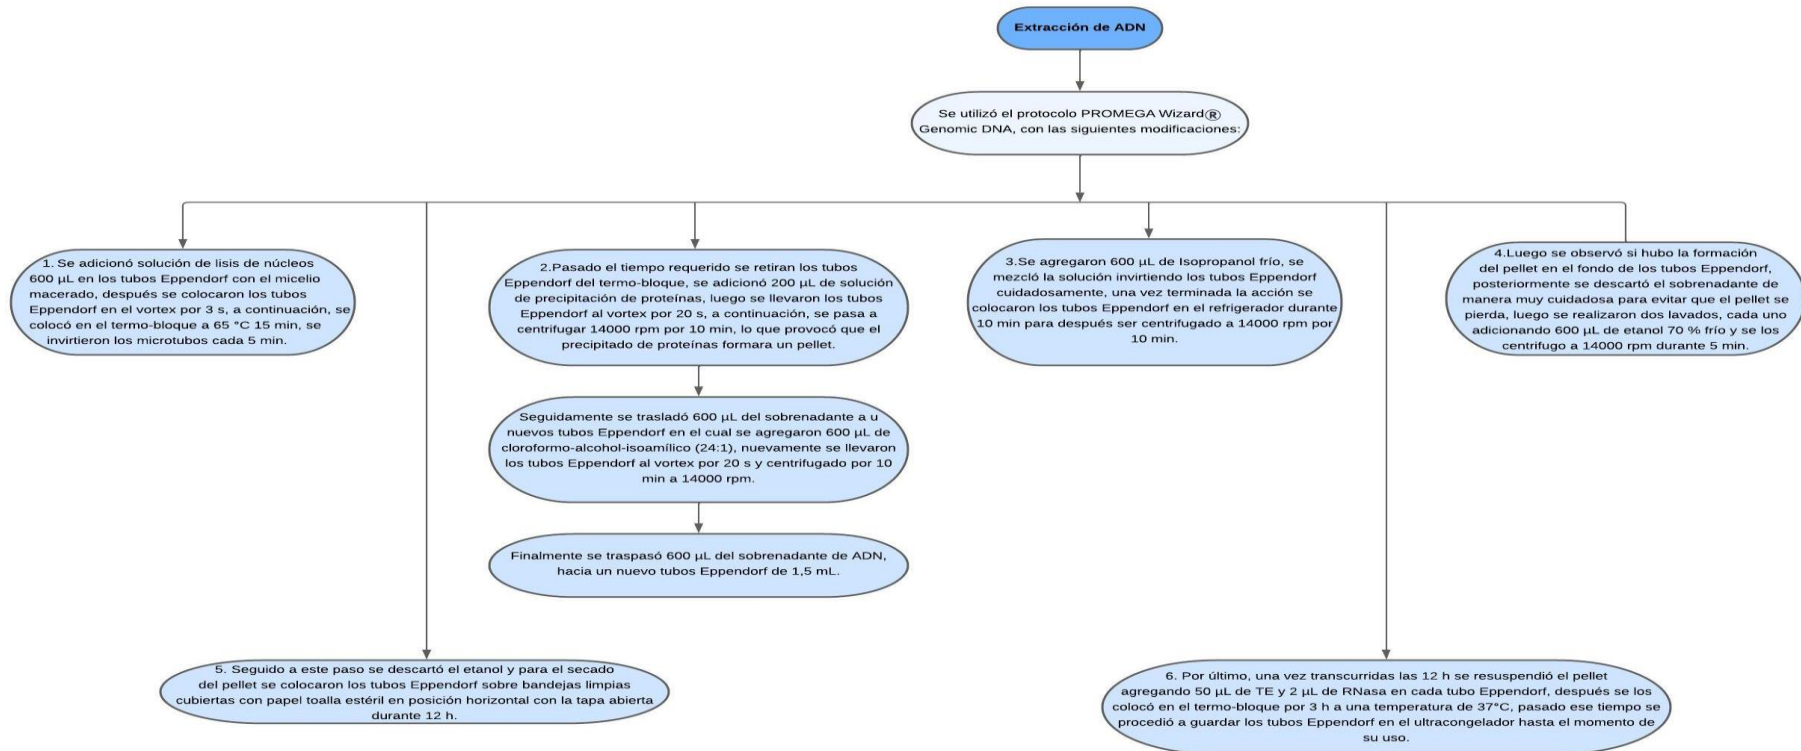 Extracción de ADN
Se utilizó el protocolo PROMEGA Wizard®
Genomic DNA, con las siguientes modificaciones:
1. Se adicionó solución de lisis de núcleos
600 µL en los tubos Eppendorf con el micelio
macerado, después se colocaron los tubos
Eppendorf en el vortex por 3 s, a continuación, se
colocó en el termo-bloque a 65 °C 15 min, se
invirtieron los microtubos cada 5 min.
2.Pasado el tiempo requerido se retiran los tubos
Eppendorf del termo-bloque, se adicionó 200 µL de solución
de precipitación de proteínas, luego se llevaron los tubos
Eppendorf al vortex por 20 s, a continuación, se pasa a
centrifugar 14000 rpm por 10 min, lo que provocó que el
precipitado de proteínas formara un pellet.
Seguidamente se trasladó 600 µL del sobrenadante a u
nuevos tubos Eppendorf en el cual se agregaron 600 µL de
cloroformo-alcohol-isoamílico (24:1), nuevamente se llevaron
los tubos Eppendorf al vortex por 20 s y centrifugado por 10
min a 14000 rpm.
Finalmente se traspasó 600 µL del sobrenadante de ADN,
hacia un nuevo tubos Eppendorf de 1,5 mL.
3.Se agregaron 600 µL de Isopropanol frío, se
mezcló la solución invirtiendo los tubos Eppendorf
cuidadosamente, una vez terminada la acción se
colocaron los tubos Eppendorf en el refrigerador durante
10 min para después ser centrifugado a 14000 rpm por
10 min.
4.Luego se observó si hubo la formación
del pellet en el fondo de los tubos Eppendorf,
posteriormente se descartó el sobrenadante de
manera muy cuidadosa para evitar que el pellet se
pierda, luego se realizaron dos lavados, cada uno
adicionando 600 µL de etanol 70 % frío y se los
centrifugo a 14000 rpm durante 5 min.
5. Seguido a este paso se descartó el etanol y para el secado
del pellet se colocaron los tubos Eppendorf sobre bandejas limpias
cubiertas con papel toalla estéril en posición horizontal con la tapa abierta
durante 12 h.
6. Por último, una vez transcurridas las 12 h se resuspendió el pellet
agregando 50 µL de TE y 2 µL de RNasa en cada tubo Eppendorf, después se los
colocó en el termo-bloque por 3 h a una temperatura de 37°C, pasado ese tiempo se
procedió a guardar los tubos Eppendorf en el ultracongelador hasta el momento de
su uso.